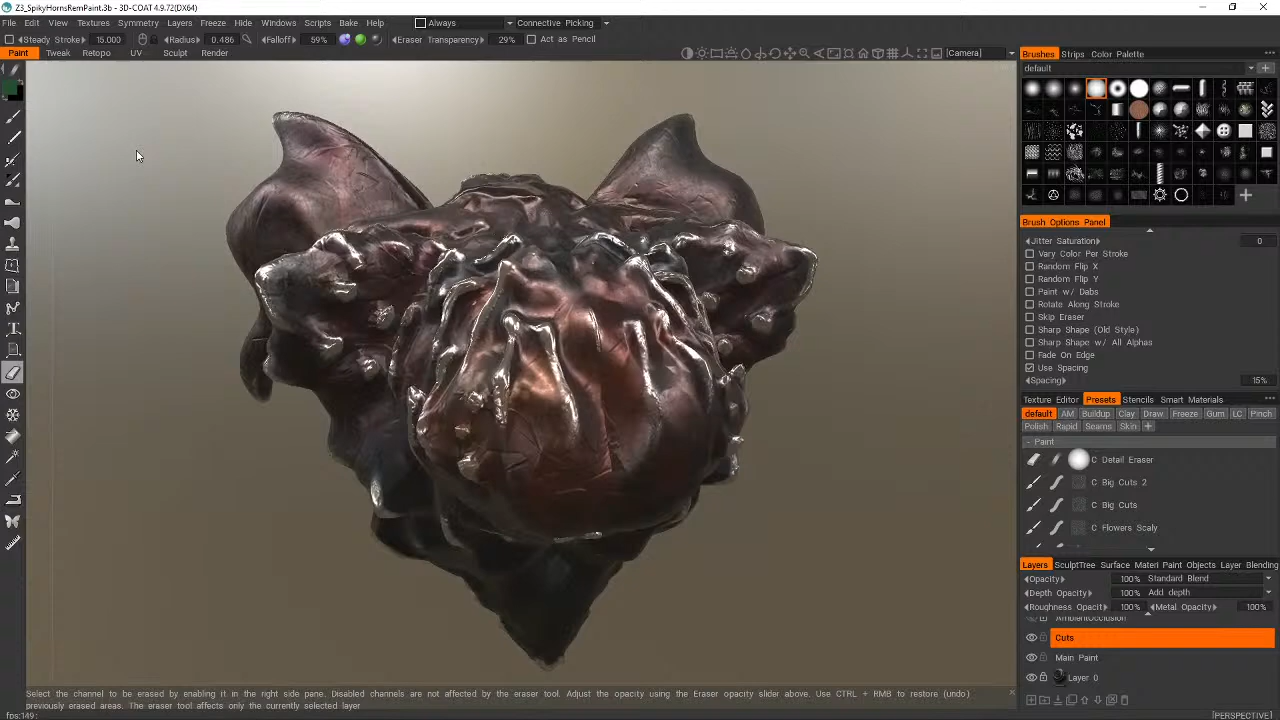 Z3_SpikyHornsRemPaint.3b - 3D-COAT 4.9.72(DX64)
File Edit View Textures Symmetry Layers Freeze Hide Windows Scripts Bake Help Always Connective Picking
Steady Stroke 15.000 Radius 0.486 Falloff 59% Eraser Transparency 29% Act as Pencil
Paint Tweak Retopo UV Sculpt Render [Camera] Brushes Strips Color Palette
default
Brush Options Panel
Jitter Saturation 0
Vary Color Per Stroke
Random Flip X
Random Flip Y
Paint w/ Dabs
Rotate Along Stroke
Skip Eraser
Sharp Shape (Old Style)
Sharp Shape w/ All Alphas
Fade On Edge
Use Spacing
Spacing 15%
Texture Editor Presets Stencils Smart Materials
default AM Buildup Clay Draw Freeze Gum LC Pinch
Polish Rapid Seams Skin +
- Paint
C Detail Eraser
C Big Cuts 2
C Big Cuts
C Flowers Scaly
Layers SculptTree Surface Materi Paint Objects Layer Blending
Opacity 100% Standard Blend
Depth Opacity 100% Add depth
Roughness Opacit 100% Metal Opacity 100%
AmbientOcclusion
Cuts
Main Paint
Layer 0
Select the channel to be erased by enabling it in the right side pane. Disabled channels are not affected by the eraser tool. Adjust the opacity using the Eraser opacity slider above. Use CTRL + RMB to restore (undo)
previously erased areas. The eraser tool affects only the currently selected layer
fps:149; [PERSPECTIVE]